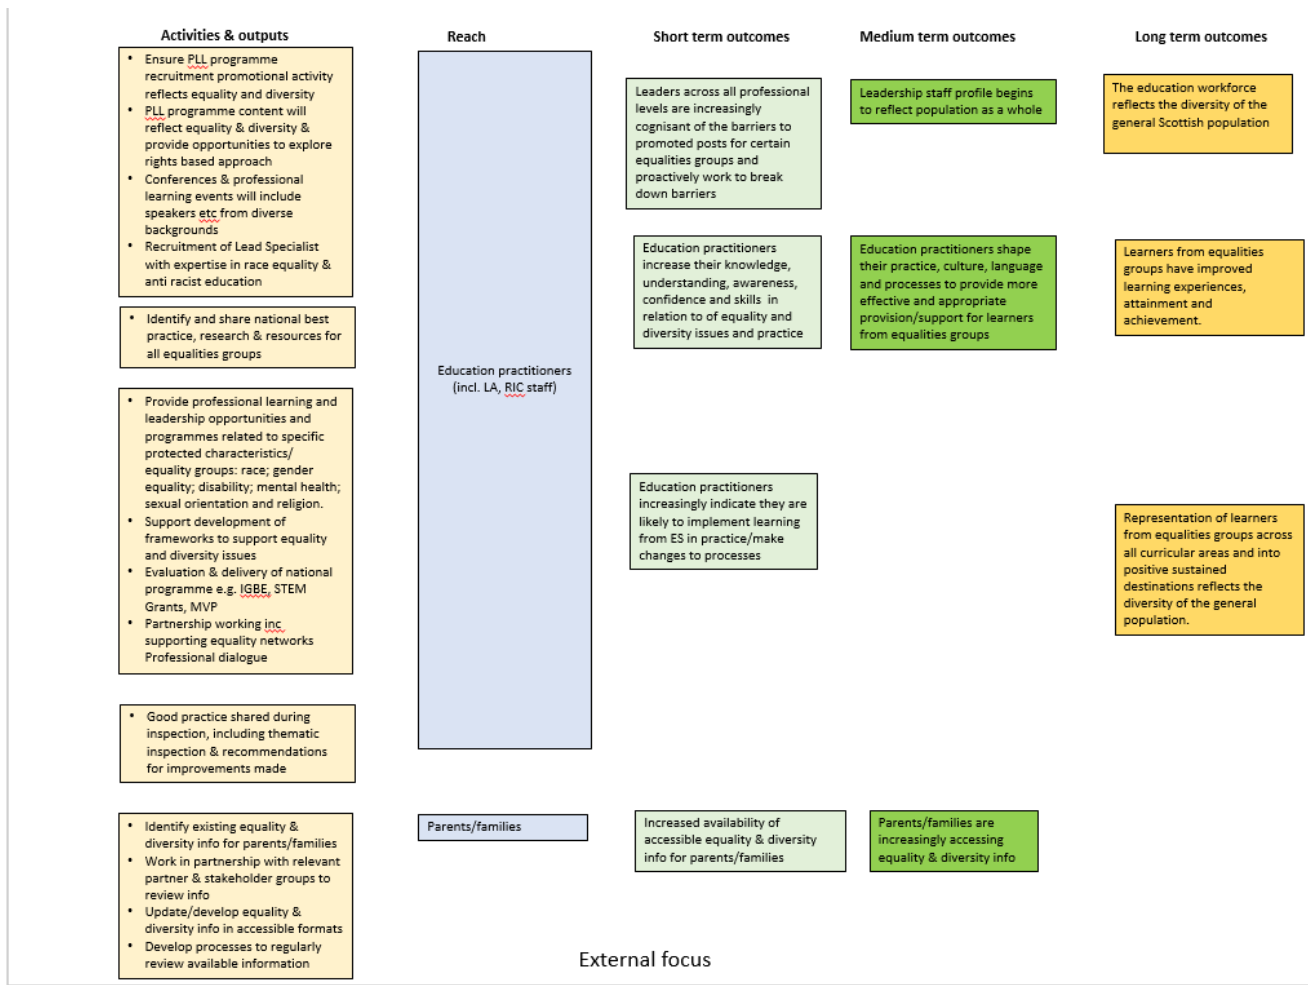 Activities & outputs
Reach
Short term outcomes
Medium term outcomes
Long term outcomes
• Ensure PLL programme
recruitment promotional activity
reflects equality and diversity
• PLL programme content will
reflect equality & diversity &
provide opportunities to explore
rights based approach
• Conferences & professional
learning events will include
speakers etc from diverse
backgrounds
• Recruitment of Lead Specialist
with expertise in race equality &
anti racist education
• Identify and share national best
practice, research & resources for
all equalities groups
• Provide professional learning and
leadership opportunities and
programmes related to specific
protected characteristics/
equality groups: race; gender
equality; disability; mental health;
sexual orientation and religion.
• Support development of
frameworks to support equality
and diversity issues
• Evaluation & delivery of national
programme e.g. IGBE, STEM
Grants, MVP
• Partnership working inc
supporting equality networks
Professional dialogue
• Good practice shared during
inspection, including thematic
inspection & recommendations
for improvements made
• Identify existing equality &
diversity info for parents/families
• Work in partnership with relevant
partner & stakeholder groups to
review info
• Update/develop equality &
diversity info in accessible formats
• Develop processes to regularly
review available information
Education practitioners
(incl. LA, RIC staff)
Parents/families
Leaders across all professional
levels are increasingly
cognisant of the barriers to
promoted posts for certain
equalities groups and
proactively work to break
down barriers
Education practitioners
increase their knowledge,
understanding, awareness,
confidence and skills in
relation to of equality and
diversity issues and practice
Education practitioners
increasingly indicate they are
likely to implement learning
from ES in practice/make
changes to processes
Increased availability of
accessible equality & diversity
info for parents/families
Leadership staff profile begins
to reflect population as a whole
Education practitioners shape
their practice, culture, language
and processes to provide more
effective and appropriate
provision/support for learners
from equalities groups
Parents/families are
increasingly accessing
equality & diversity info
The education workforce
reflects the diversity of the
general Scottish population
Learners from equalities
groups have improved
learning experiences,
attainment and
achievement.
Representation of learners
from equalities groups across
all curricular areas and into
positive sustained
destinations reflects the
diversity of the general
population.
External focus